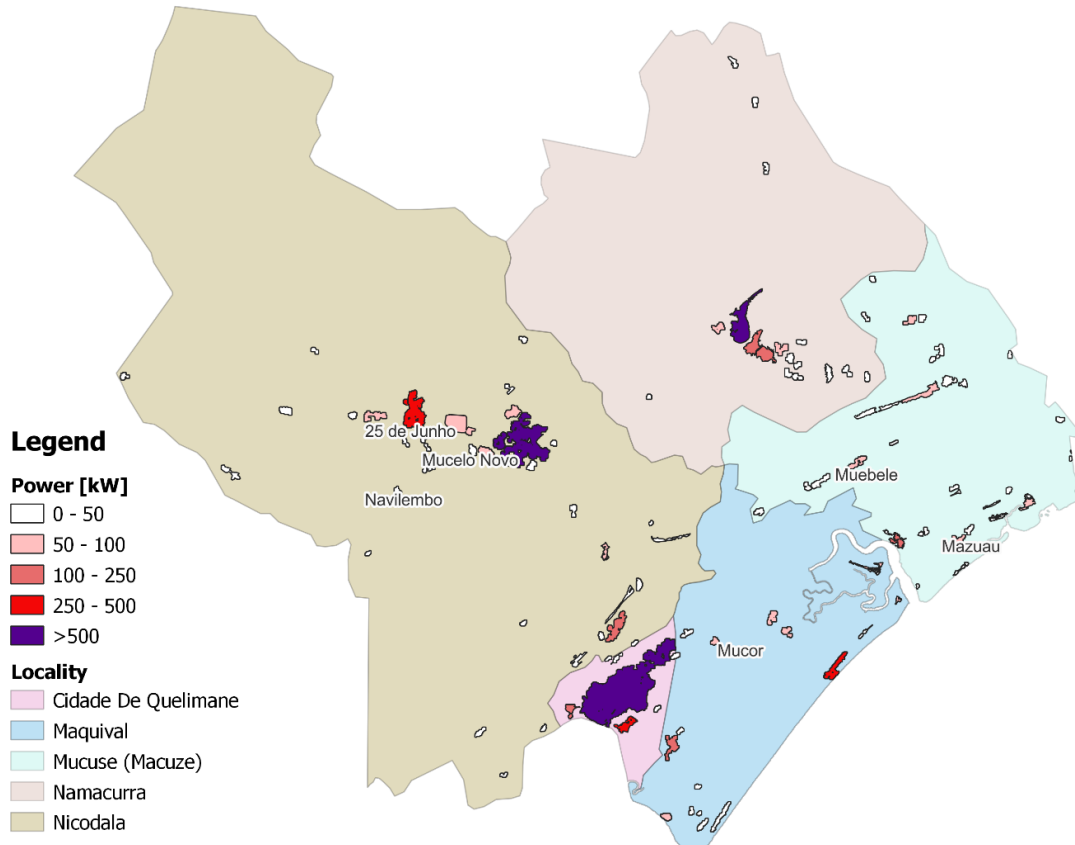 25 de Junho
Mucelo Novo
Navilembo
Muebele
Mazuau
Mucor
Legend
Power [kW]
0 - 50
50 - 100
100 - 250
250 - 500
>500
Locality
Cidade De Quelimane
Maquival
Mucuse (Macuze)
Namacurra
Nicodala